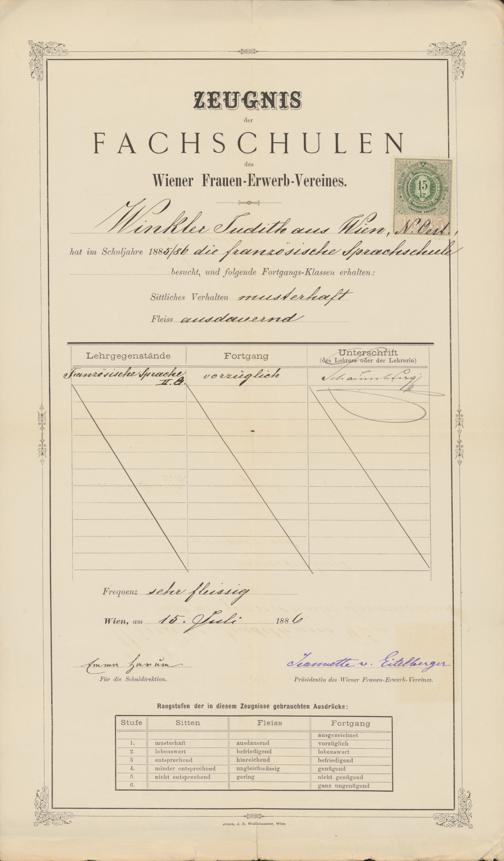 ZEUGNIS
der
FACHSCHULEN
des
Wiener Frauen-Erwerb-Vereines.
15
Winkler Judith aus Wien, N. Oest.,
hat im Schuljahre 1885/86 die französische Sprachschule
besucht, und folgende Fortgangs-Klassen erhalten:
Sittliches Verhalten musterhaft
Fleiss ausdauernd
Lehrgegenstände Fortgang Unterschrift
(des Lehrers oder der Lehrerin)
Französische Sprache vorzüglich
Frequenz sehr fleissig
Wien, am 15. Juli 1886
Emma Jeannette v. Eitelberger
Für die Schuldirektion. Präsidentin des Wiener Frauen-Erwerb-Vereines.
Rangstufen der in diesem Zeugnisse gebrauchten Ausdrücke:
Stufe Sitten Fleiss Fortgang
ausgezeichnet
1. musterhaft ausdauernd vorzüglich
2. lobenswert befriedigend lobenswert
3. entsprechend hinreichend befriedigend
4. minder entsprechend ungleichmässig genügend
5. nicht entsprechend gering nicht genügend
6. ganz ungenügend
Wien.